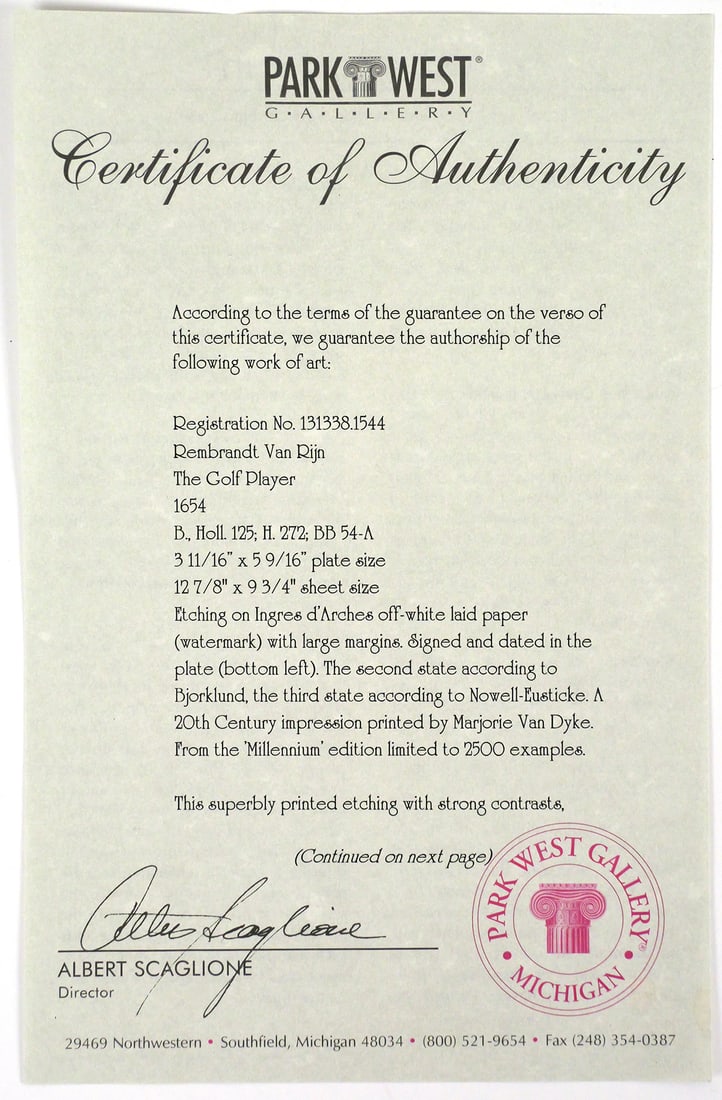 PARK WEST®
G·A·L·L·E·R·Y
Certificate of Authenticity
According to the terms of the guarantee on the verso of
this certificate, we guarantee the authorship of the
following work of art:
Registration No. 131338.1544
Rembrandt Van Rijn
The Golf Player
1654
B., Holl. 125; H. 272; BB 54-A
3 11/16” x 5 9/16” plate size
12 7/8" x 9 3/4" sheet size
Etching on Ingres d'Arches off-white laid paper
(watermark) with large margins. Signed and dated in the
plate (bottom left). The second state according to
Bjorklund, the third state according to Nowell-Eusticke. A
20th Century impression printed by Marjorie Van Dyke.
From the 'Millennium' edition limited to 2500 examples.
This superbly printed etching with strong contrasts,
(Continued on next page)
PARK WEST GALLERY®
• MICHIGAN •
Albert Scaglione
ALBERT SCAGLIONE
Director
29469 Northwestern • Southfield, Michigan 48034 • (800) 521-9654 • Fax (248) 354-0387